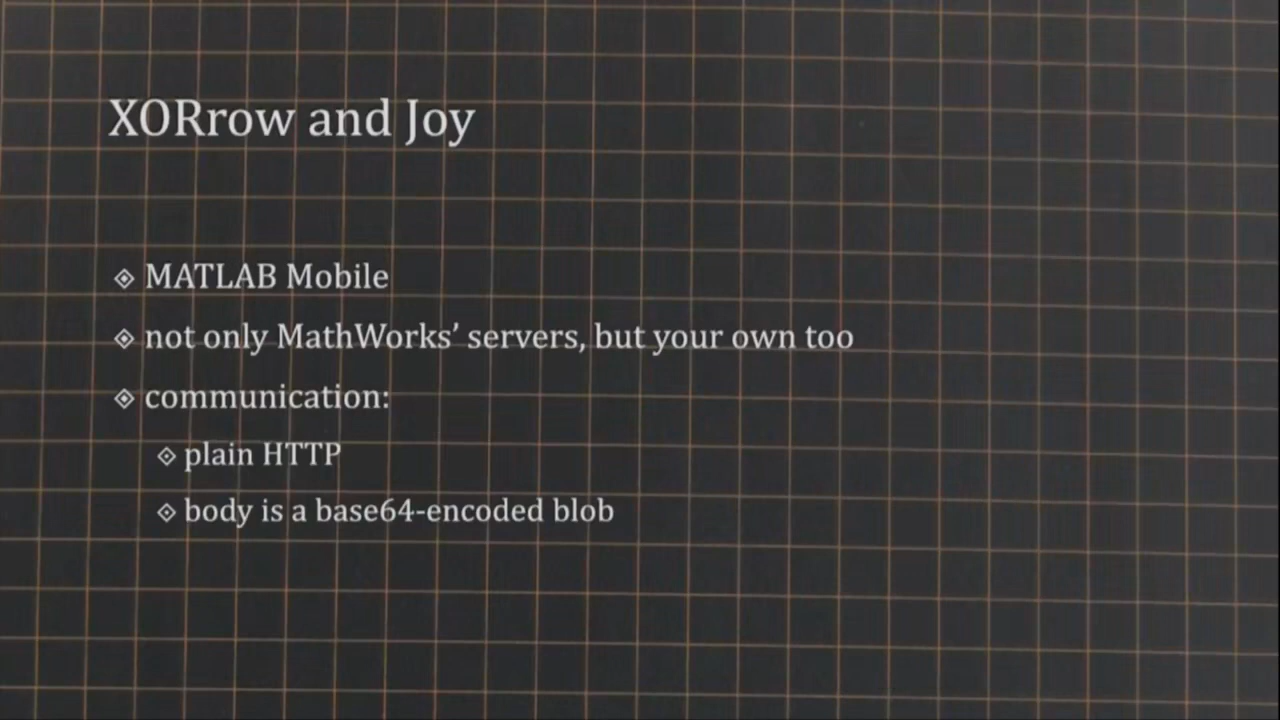 XORrow and Joy
MATLAB Mobile
not only MathWorks’ servers, but your own too
communication:
plain HTTP
body is a base64-encoded blob